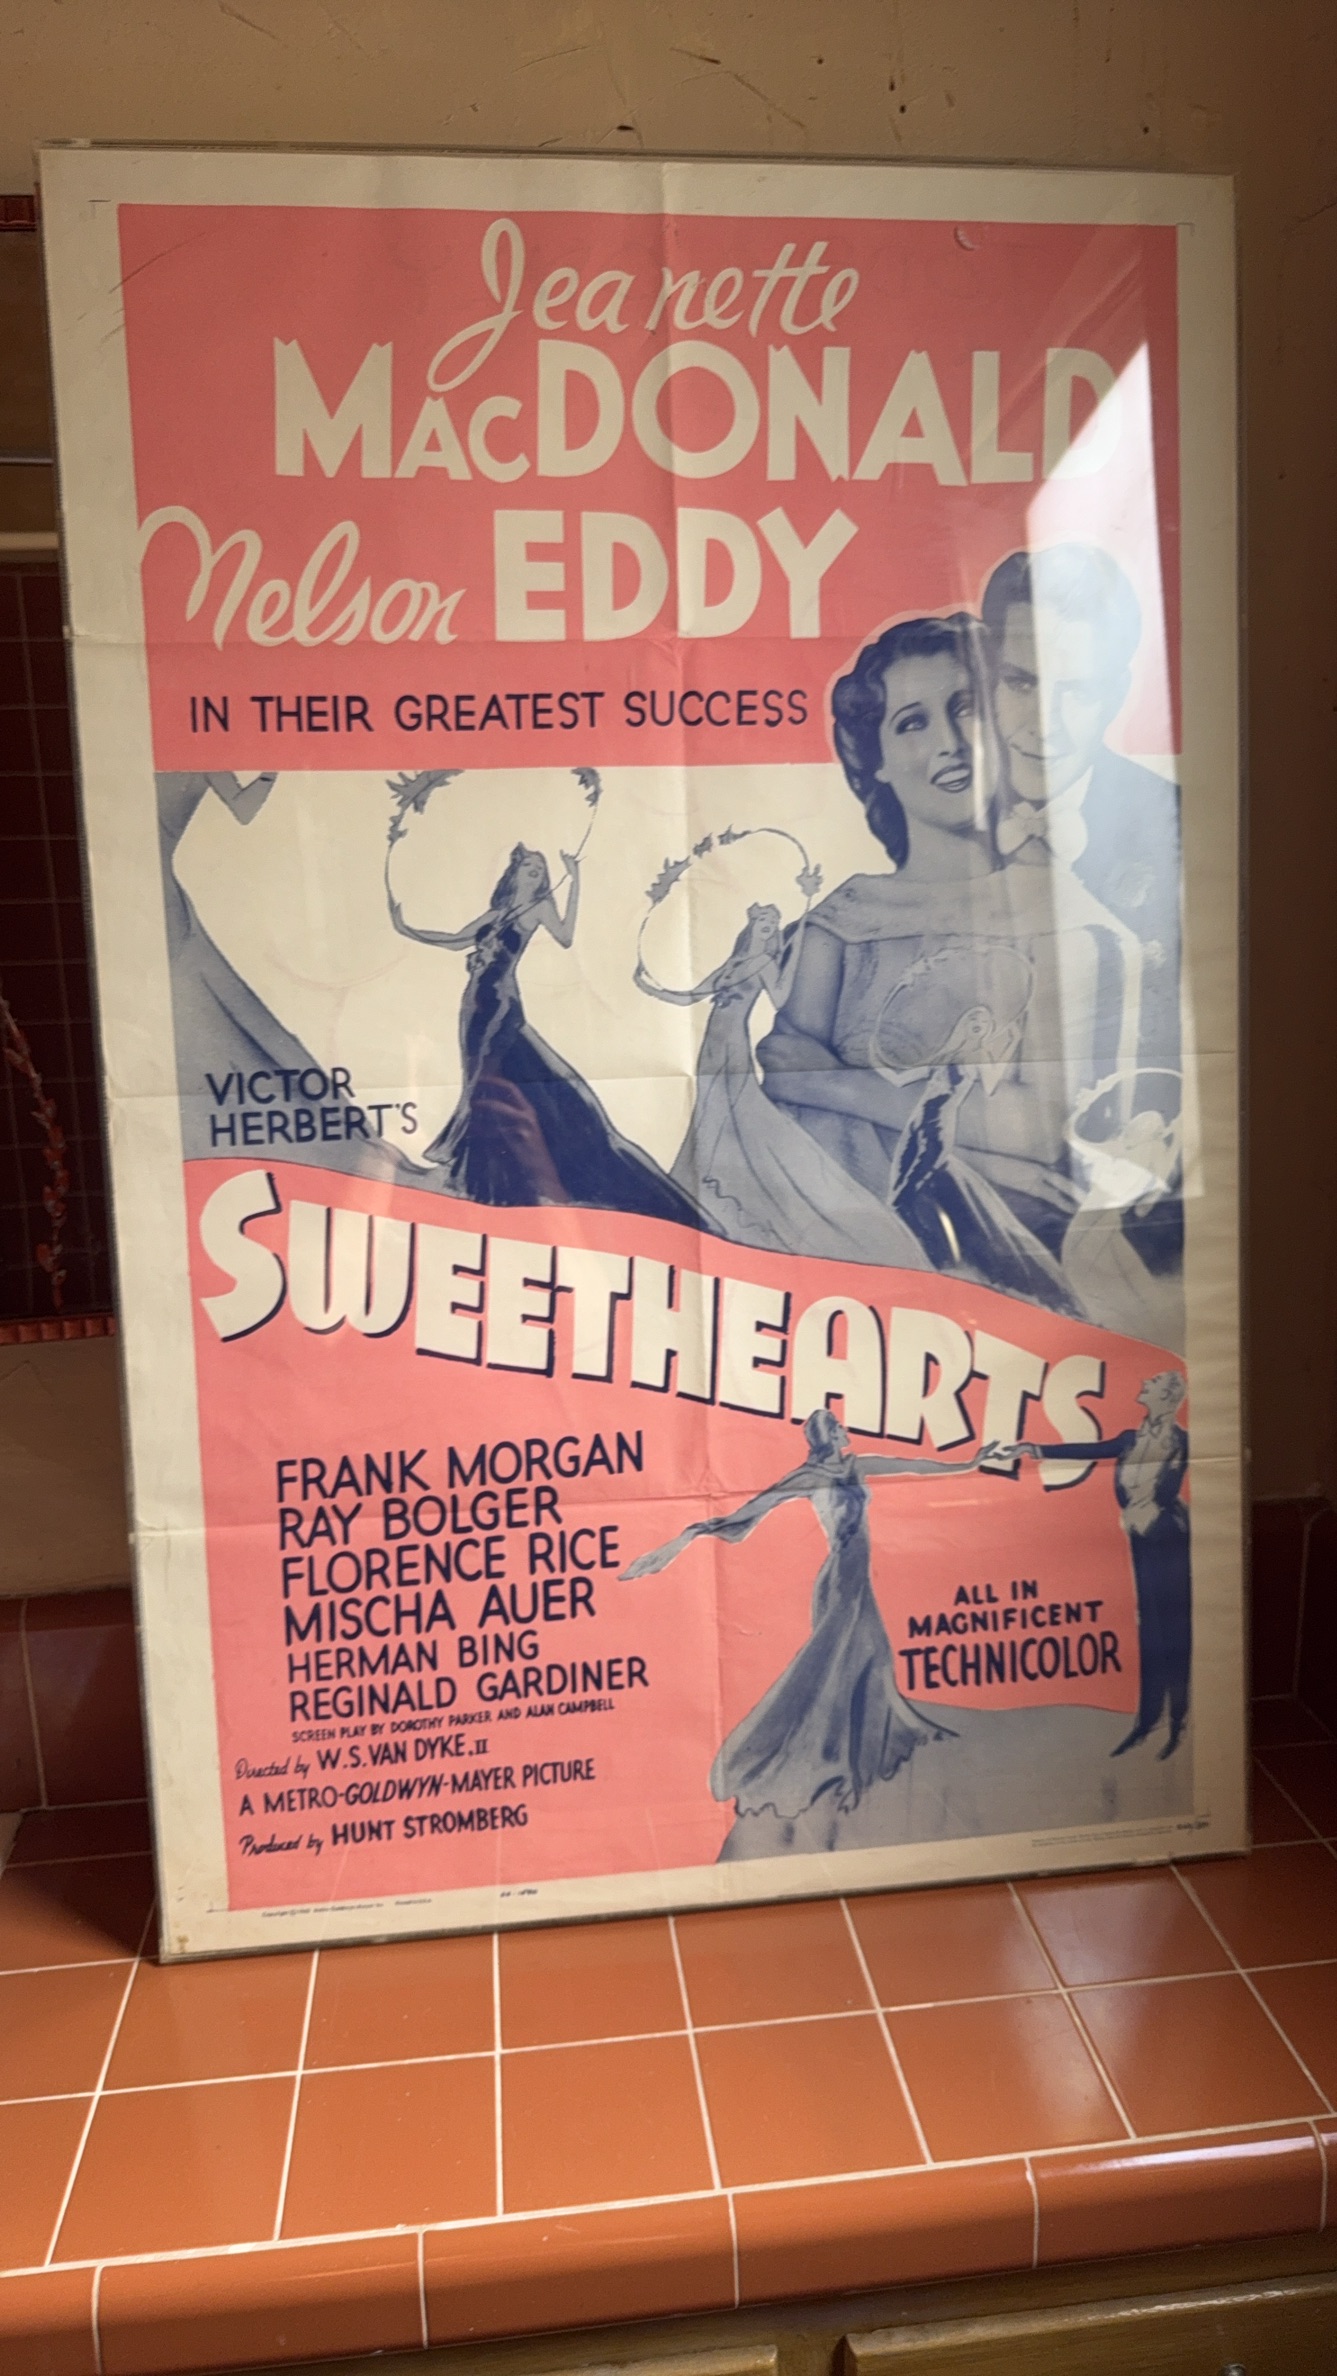 Jeanette
MACDONALD
Nelson EDDY
IN THEIR GREATEST SUCCESS
VICTOR
HERBERT'S
SWEETHEARTS
FRANK MORGAN
RAY BOLGER
FLORENCE RICE
MISCHA AUER
HERMAN BING
REGINALD GARDINER
SCREEN PLAY BY DOROTHY PARKER AND ALAN CAMPBELL
Directed by W.S. VAN DYKE, II
A METRO-GOLDWYN-MAYER PICTURE
Produced by HUNT STROMBERG
ALL IN
MAGNIFICENT
TECHNICOLOR